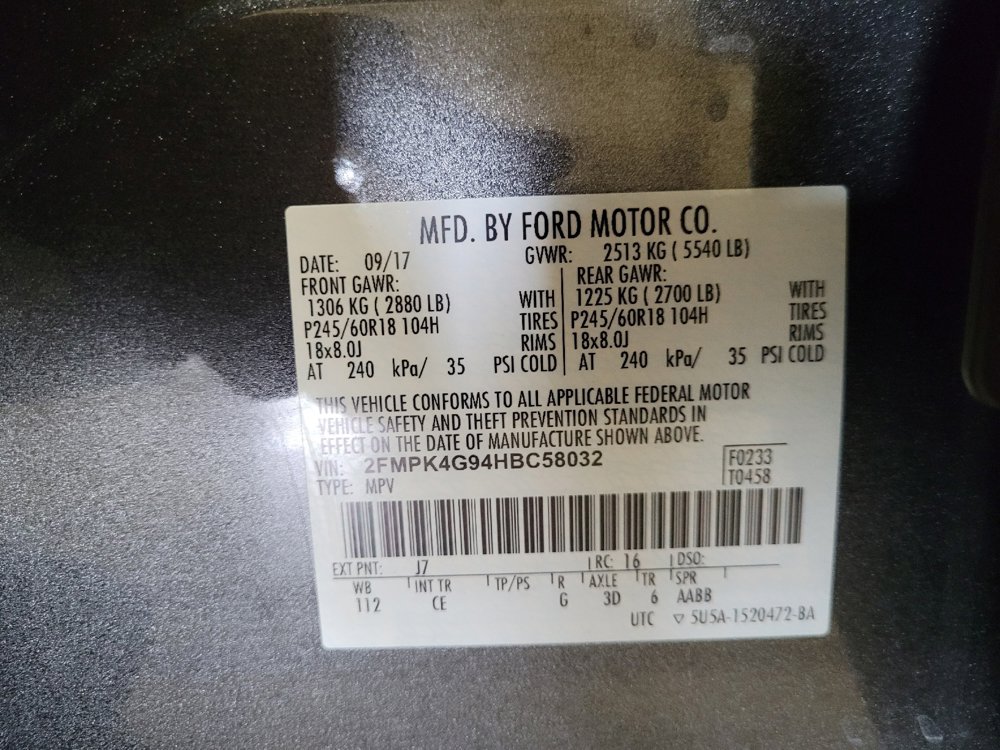 MFD. BY FORD MOTOR CO.
DATE: 09/17 GVWR: 2513 KG ( 5540 LB)
FRONT GAWR: REAR GAWR:
1306 KG ( 2880 LB) WITH 1225 KG ( 2700 LB) WITH
P245/60R18 104H TIRES P245/60R18 104H TIRES
18x8.0J RIMS 18x8.0J RIMS
AT 240 kPa/ 35 PSI COLD AT 240 kPa/ 35 PSI COLD
THIS VEHICLE CONFORMS TO ALL APPLICABLE FEDERAL MOTOR
VEHICLE SAFETY AND THEFT PREVENTION STANDARDS IN
EFFECT ON THE DATE OF MANUFACTURE SHOWN ABOVE.
VIN: 2FMPK4G94HBC58032 F0233
TYPE: MPV T0458
EXT PNT: J7 RC: 16 DSO:
WB INT TR TP/PS R AXLE TR SPR
112 CE G 3D 6 AABB
UTC ▽ 5U5A-1520472-BA